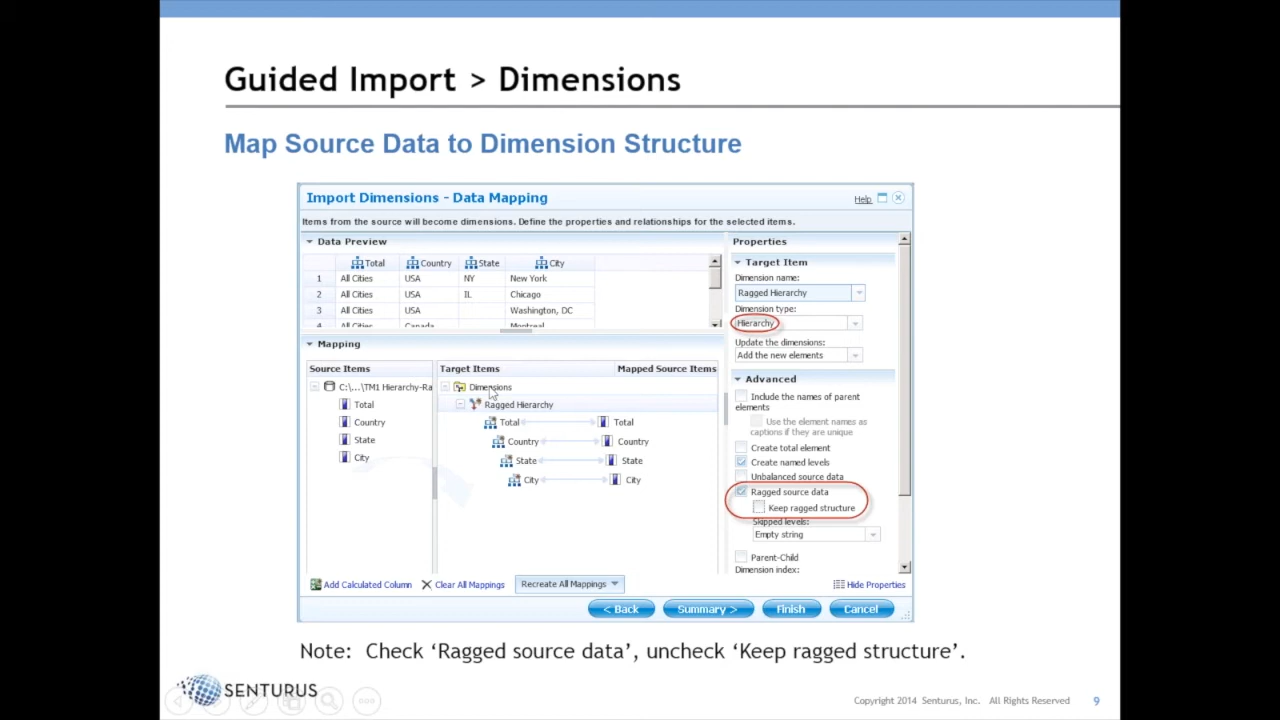 Guided Import > Dimensions
Map Source Data to Dimension Structure
Import Dimensions - Data Mapping
Help
Items from the source will become dimensions. Define the properties and relationships for the selected items.
Data Preview
Total Country State City
1 All Cities USA NY New York
2 All Cities USA IL Chicago
3 All Cities USA Washington, DC
4 All Cities Canada Montreal
Mapping
Source Items
C:\...\TM1 Hierarchy-Ra
Total
Country
State
City
Target Items Mapped Source Items
Dimensions
Ragged Hierarchy
Total Total
Country Country
State State
City City
Properties
Target Item
Dimension name:
Ragged Hierarchy
Dimension type:
Hierarchy
Update the dimensions:
Add the new elements
Advanced
Include the names of parent
elements
Use the element names as
captions if they are unique
Create total element
Create named levels
Unbalanced source data
Ragged source data
Keep ragged structure
Skipped levels:
Empty string
Parent-Child
Dimension index:
Add Calculated Column Clear All Mappings Recreate All Mappings Hide Properties
< Back Summary > Finish Cancel
Note: Check ‘Ragged source data’, uncheck ‘Keep ragged structure’.
SENTURUS
Copyright 2014 Senturus, Inc. All Rights Reserved 9